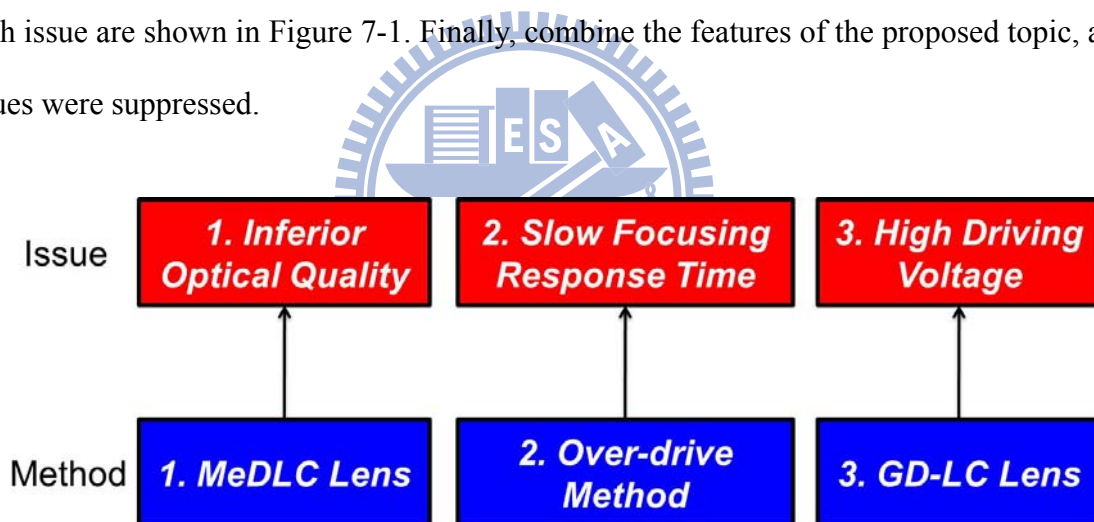 h issue are shown in Figure 7-1. Finally, combine the features of the proposed topic, a
ues were suppressed.
E S A
Issue
1. Inferior
Optical Quality
2. Slow Focusing
Response Time
3. High Driving
Voltage
Method
1. MeDLC Lens
2. Over-drive
Method
3. GD-LC Lens